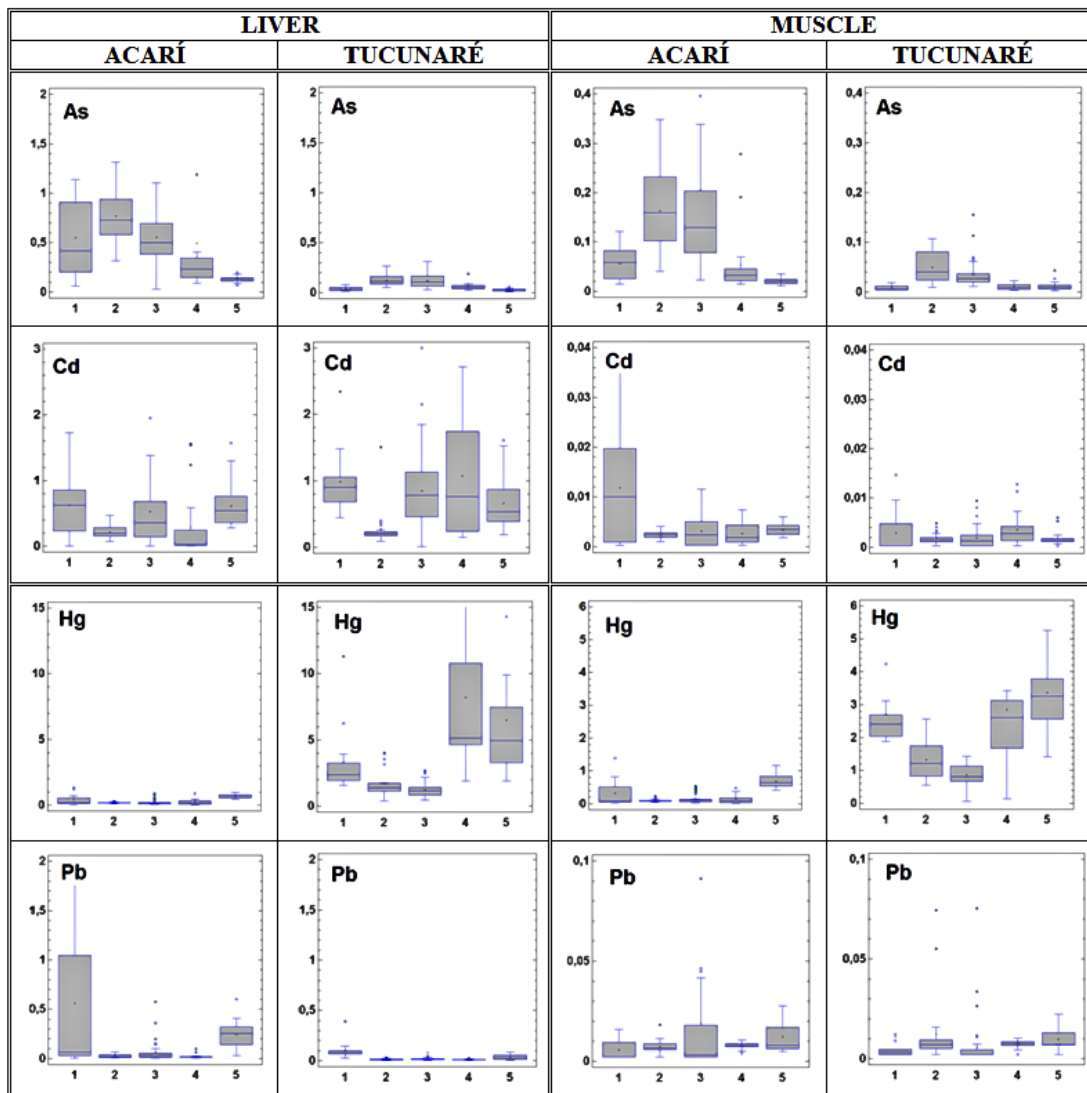 LIVER MUSCLE
ACARÍ TUCUNARÉ ACARÍ TUCUNARÉ
As As As As
2 2 0,4 0,4
1,5 1,5 0,3 0,3
1 1 0,2 0,2
0,5 0,5 0,1 0,1
0 0 0 0
1 2 3 4 5 1 2 3 4 5 1 2 3 4 5 1 2 3 4 5
Cd Cd Cd Cd
3 3 0,04 0,04
2 2 0,03 0,03
1 1 0,02 0,02
0,01 0,01
0 0 0 0
1 2 3 4 5 1 2 3 4 5 1 2 3 4 5 1 2 3 4 5
Hg Hg Hg Hg
15 15 6 6
5 5
10 10 4 4
3 3
5 5 2 2
1 1
0 0 0 0
1 2 3 4 5 1 2 3 4 5 1 2 3 4 5 1 2 3 4 5
Pb Pb Pb Pb
2 2 0,1 0,1
1,5 1,5
1 1 0,05 0,05
0,5 0,5
0 0 0 0
1 2 3 4 5 1 2 3 4 5 1 2 3 4 5 1 2 3 4 5